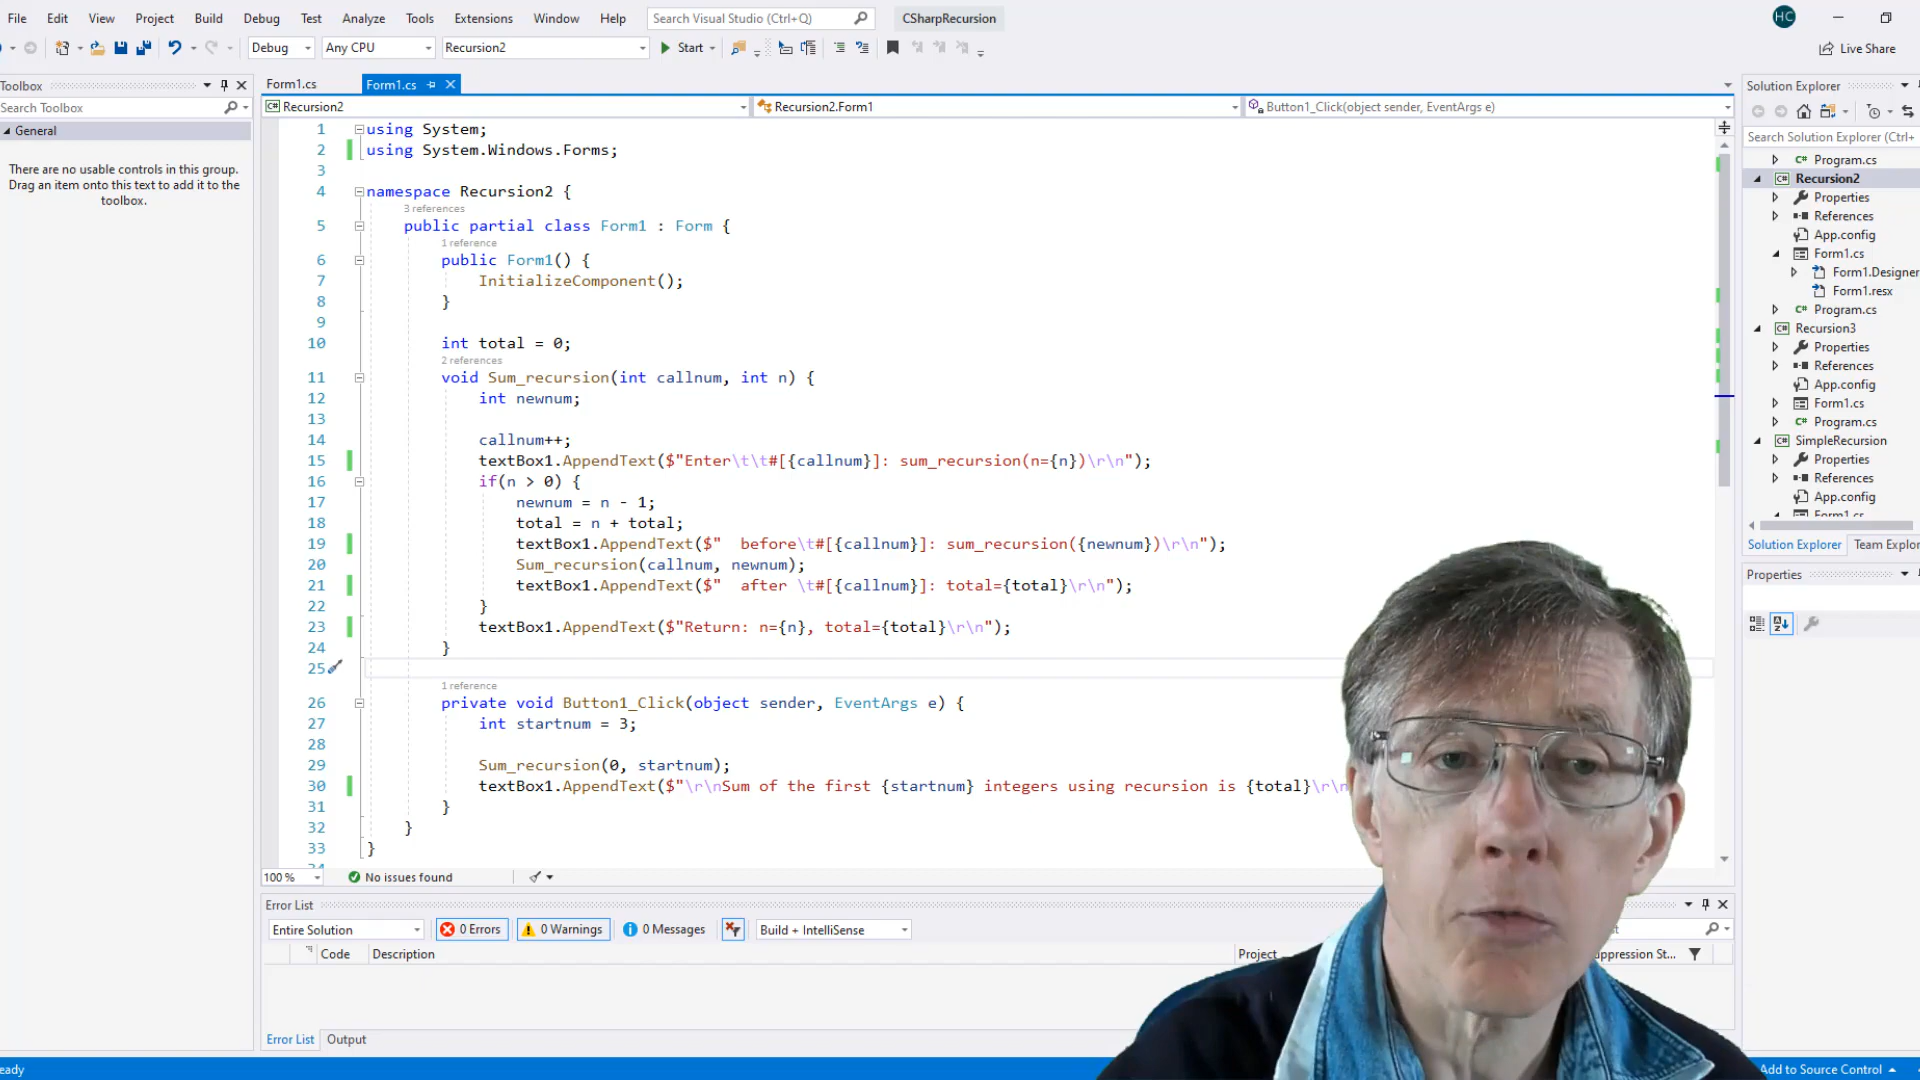 File Edit View Project Build Debug Test Analyze Tools Extensions Window Help Search Visual Studio (Ctrl+Q) CSharpRecursion HC
Debug Any CPU Recursion2 Start Live Share
Toolbox
Search Toolbox
General
There are no usable controls in this group.
Drag an item onto this text to add it to the
toolbox.
Form1.cs Form1.cs
Recursion2 Recursion2.Form1 Button1_Click(object sender, EventArgs e)
1 using System;
2 using System.Windows.Forms;
3
4 namespace Recursion2 {
3 references
5 public partial class Form1 : Form {
1 reference
6 public Form1() {
7 InitializeComponent();
8 }
9
10 int total = 0;
2 references
11 void Sum_recursion(int callnum, int n) {
12 int newnum;
13
14 callnum++;
15 textBox1.AppendText($"Enter\t\t#[{callnum}]: sum_recursion(n={n})\r\n");
16 if(n > 0) {
17 newnum = n - 1;
18 total = n + total;
19 textBox1.AppendText($"  before\t#[{callnum}]: sum_recursion({newnum})\r\n");
20 Sum_recursion(callnum, newnum);
21 textBox1.AppendText($"  after \t#[{callnum}]: total={total}\r\n");
22 }
23 textBox1.AppendText($"Return: n={n}, total={total}\r\n");
24 }
25
1 reference
26 private void Button1_Click(object sender, EventArgs e) {
27 int startnum = 3;
28
29 Sum_recursion(0, startnum);
30 textBox1.AppendText($"\r\nSum of the first {startnum} integers using recursion is {total}\r\n
31 }
32 }
33 }
100 % No issues found
Error List
Entire Solution 0 Errors 0 Warnings 0 Messages Build + IntelliSense
Code Description Project uppression St...
Error List Output
Solution Explorer
Search Solution Explorer (Ctrl+
Program.cs
Recursion2
Properties
References
App.config
Form1.cs
Form1.Designer
Form1.resx
Program.cs
Recursion3
Properties
References
App.config
Form1.cs
Program.cs
SimpleRecursion
Properties
References
App.config
Form1.cs
Solution Explorer Team Explo
Properties
eady Add to Source Control